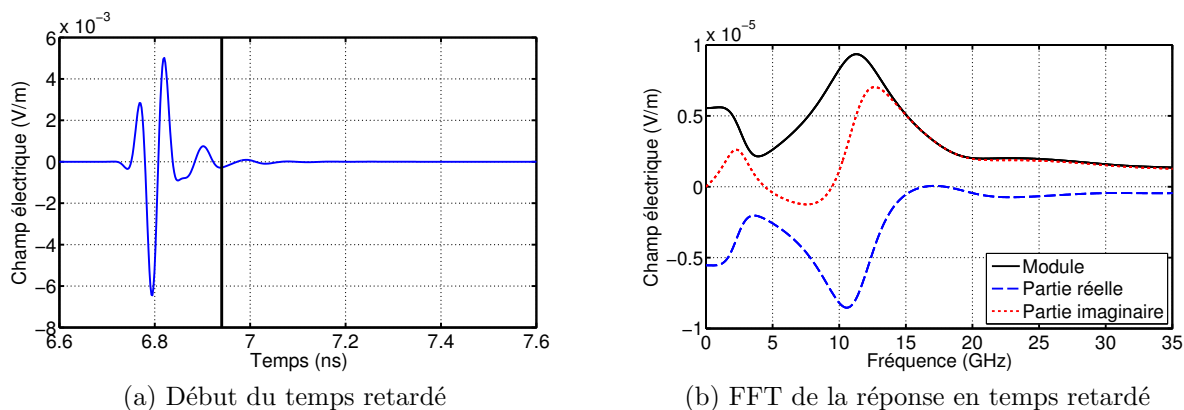 x 10⁻³
6
4
2
0
−2
−4
−6
−8
Champ électrique (V/m)
6.6 6.8 7 7.2 7.4 7.6
Temps (ns)
(a) Début du temps retardé
x 10⁻⁵
1
0.5
0
−0.5
−1
Champ électrique (V/m)
Module
Partie réelle
Partie imaginaire
0 5 10 15 20 25 30 35
Fréquence (GHz)
(b) FFT de la réponse en temps retardé